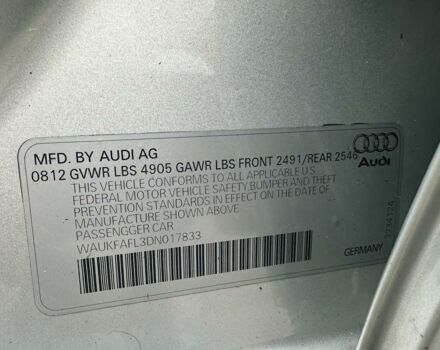 MFD. BY AUDI AG
0812 GVWR LBS 4905 GAWR LBS FRONT 2491/REAR 2546
THIS VEHICLE CONFORMS TO ALL APPLICABLE U.S.
FEDERAL MOTOR VEHICLE SAFETY,BUMPER AND THEFT
PREVENTION STANDARDS IN EFFECT ON THE DATE OF
MANUFACTURE SHOWN ABOVE.
PASSENGGER CAR
WAUKFAFL3DN017833
GERMANY
Audi